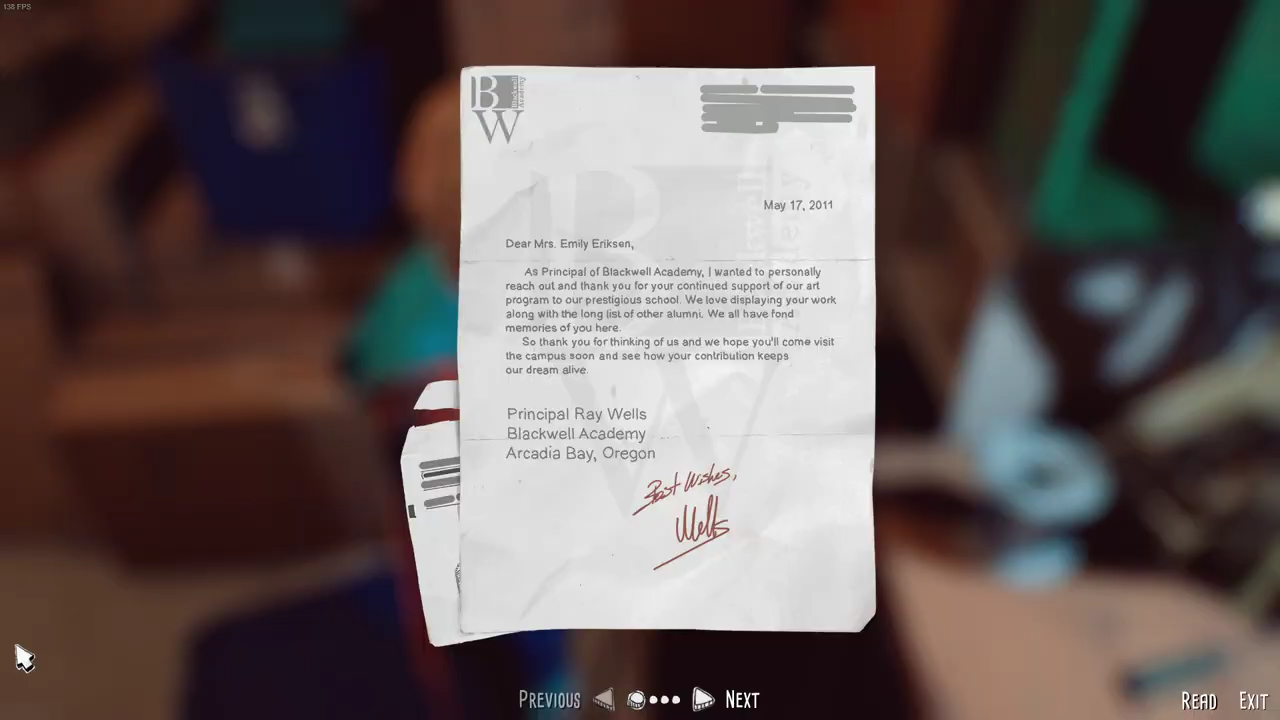 138 FPS
B
W
Blackwell
Academy
May 17, 2011
Dear Mrs. Emily Eriksen,
As Principal of Blackwell Academy, I wanted to personally
reach out and thank you for your continued support of our art
program to our prestigious school. We love displaying your work
along with the long list of other alumni. We all have fond
memories of you here.
So thank you for thinking of us and we hope you'll come visit
the campus soon and see how your contribution keeps
our dream alive.
Principal Ray Wells
Blackwell Academy
Arcadia Bay, Oregon
Best Wishes,
Wells
PREVIOUS
NEXT
READ
EXIT